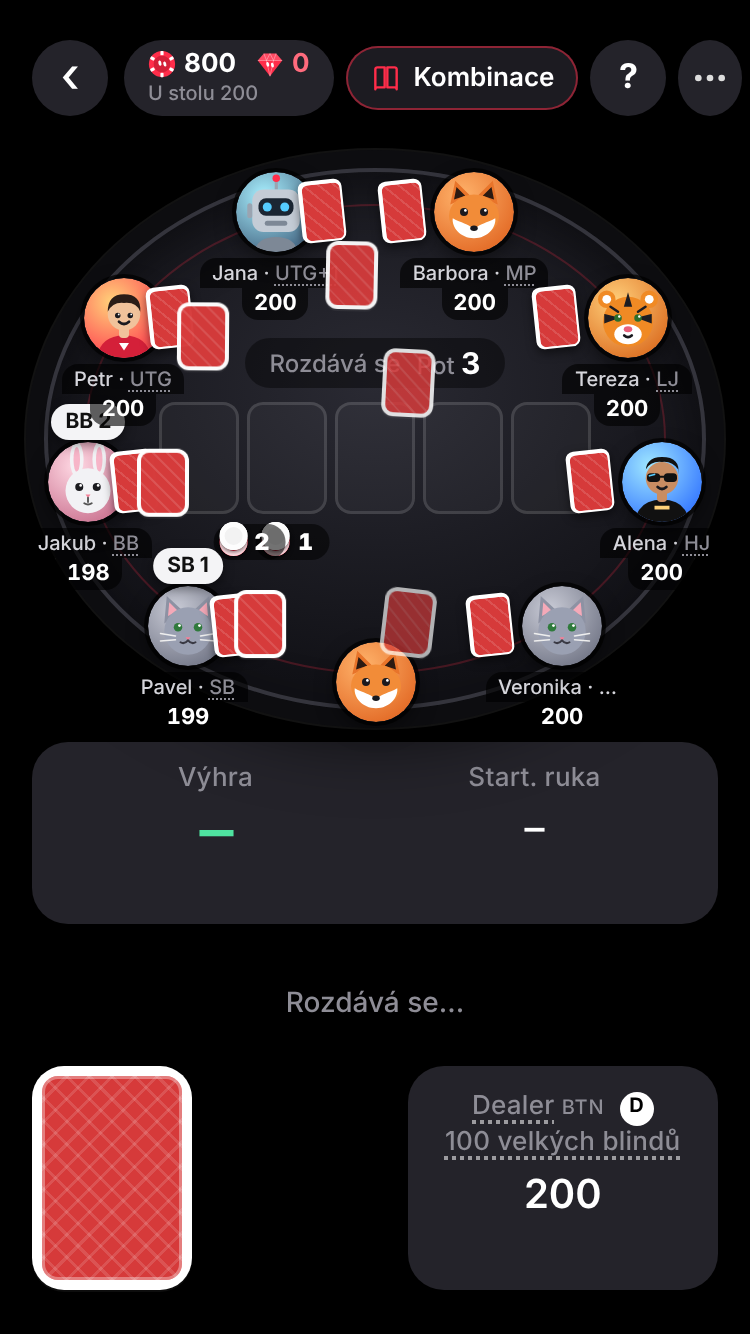 800 0
U stolu 200
Kombinace
?
Jana · UTG+
200
Barbora · MP
200
Petr · UTG
200
Rozdává se
3
Tereza · LJ
200
BB 2
Jakub · BB
198
2 1
SB 1
Alena · HJ
200
Pavel · SB
199
Veronika · ...
200
Výhra
Start. ruka
–
–
Rozdává se...
Dealer BTN D
100 velkých blindů
200